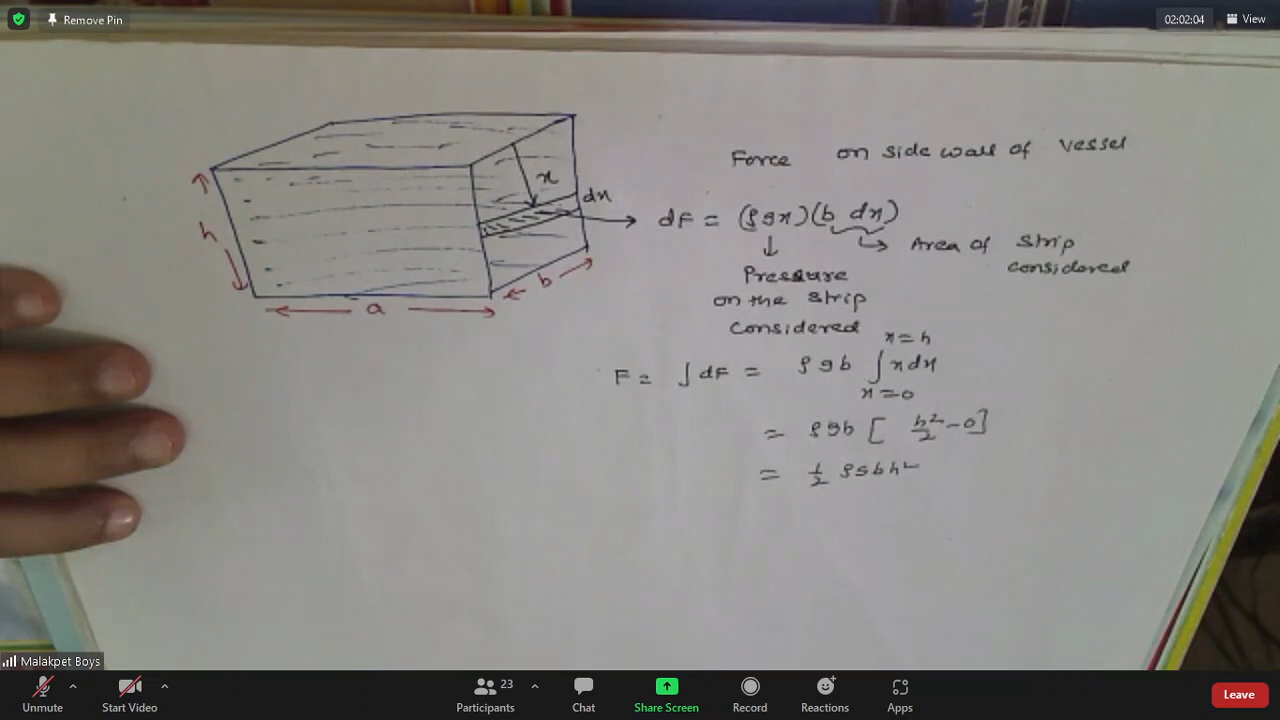 Remove Pin
02:02:04
View
Force on side wall of vessel
x
dx
dF = (ρgx)(b dx)
h
Area of strip
considered
Pressure
on the strip
considered
b
a
x=h
F = ∫dF = ρgb ∫ x dx
x=0
= ρgb [ h²/2 - 0 ]
= 1/2 ρgbh²
Malakpet Boys
Unmute
Start Video
23
Participants
Chat
Share Screen
Record
Reactions
Apps
Leave